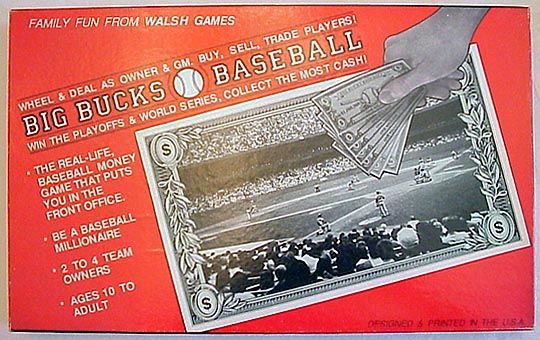 FAMILY FUN FROM WALSH GAMES
WHEEL & DEAL AS OWNER & GM. BUY, SELL, TRADE PLAYERS!
BIG BUCKS BASEBALL
WIN THE PLAYOFFS & WORLD SERIES, COLLECT THE MOST CASH!
• THE REAL-LIFE,
BASEBALL MONEY
GAME THAT PUTS
YOU IN THE
FRONT OFFICE.
• BE A BASEBALL
MILLIONAIRE
• 2 TO 4 TEAM
OWNERS
• AGES 10 TO
ADULT
$
$
$
$
DESIGNED & PRINTED IN THE U.S.A.